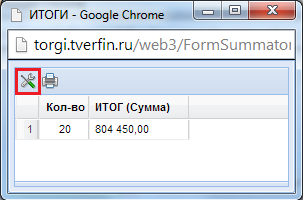 ИТОГИ - Google Chrome
torgi.tverfin.ru/web3/FormSummator
Кол-во ИТОГ (Сумма)
1 20 804 450,00